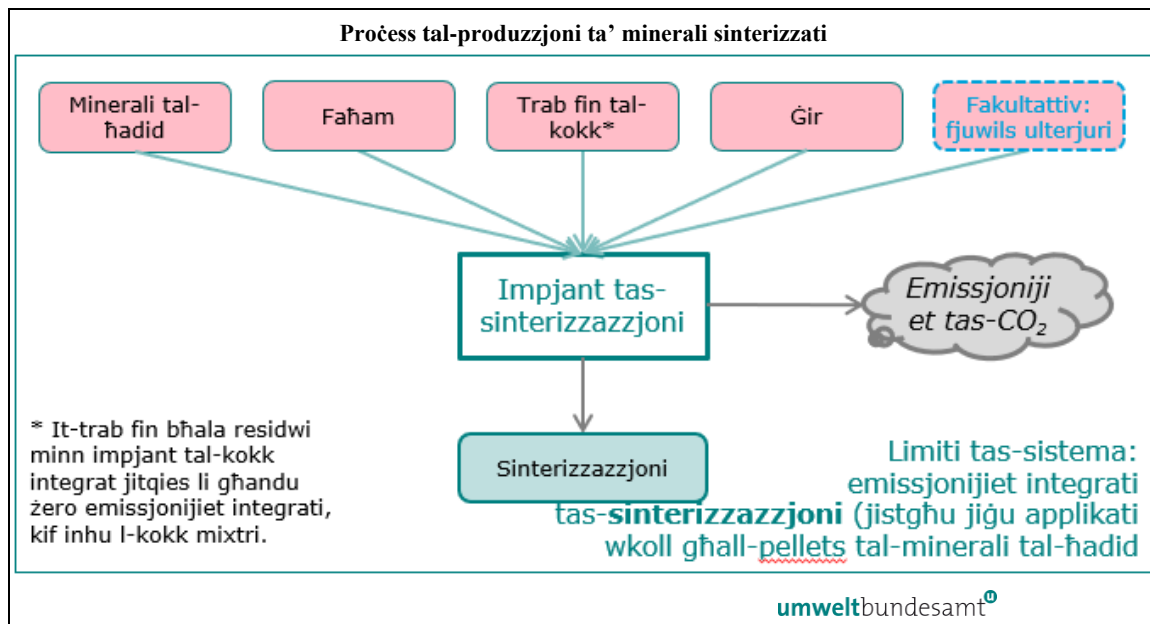 Proċess tal-produzzjoni ta’ minerali sinterizzati
Minerali tal-
ħadid
Faħam
Trab fin tal-
kokk*
Ġir
Fakultattiv:
fjuwils ulterjuri
Impjant tas-
sinterizzazzjoni
Emissjoniji
et tas-CO₂
Sinterizzazzjoni
* It-trab fin bħala residwi
minn impjant tal-kokk
integrat jitqies li għandu
żero emissjonijiet integrati,
kif inhu l-kokk mixtri.
Limiti tas-sistema:
emissjonijiet integrati
tas-sinterizzazzjoni (jistgħu jiġu applikati
wkoll għall-pellets tal-minerali tal-ħadid
umweltbundesamt